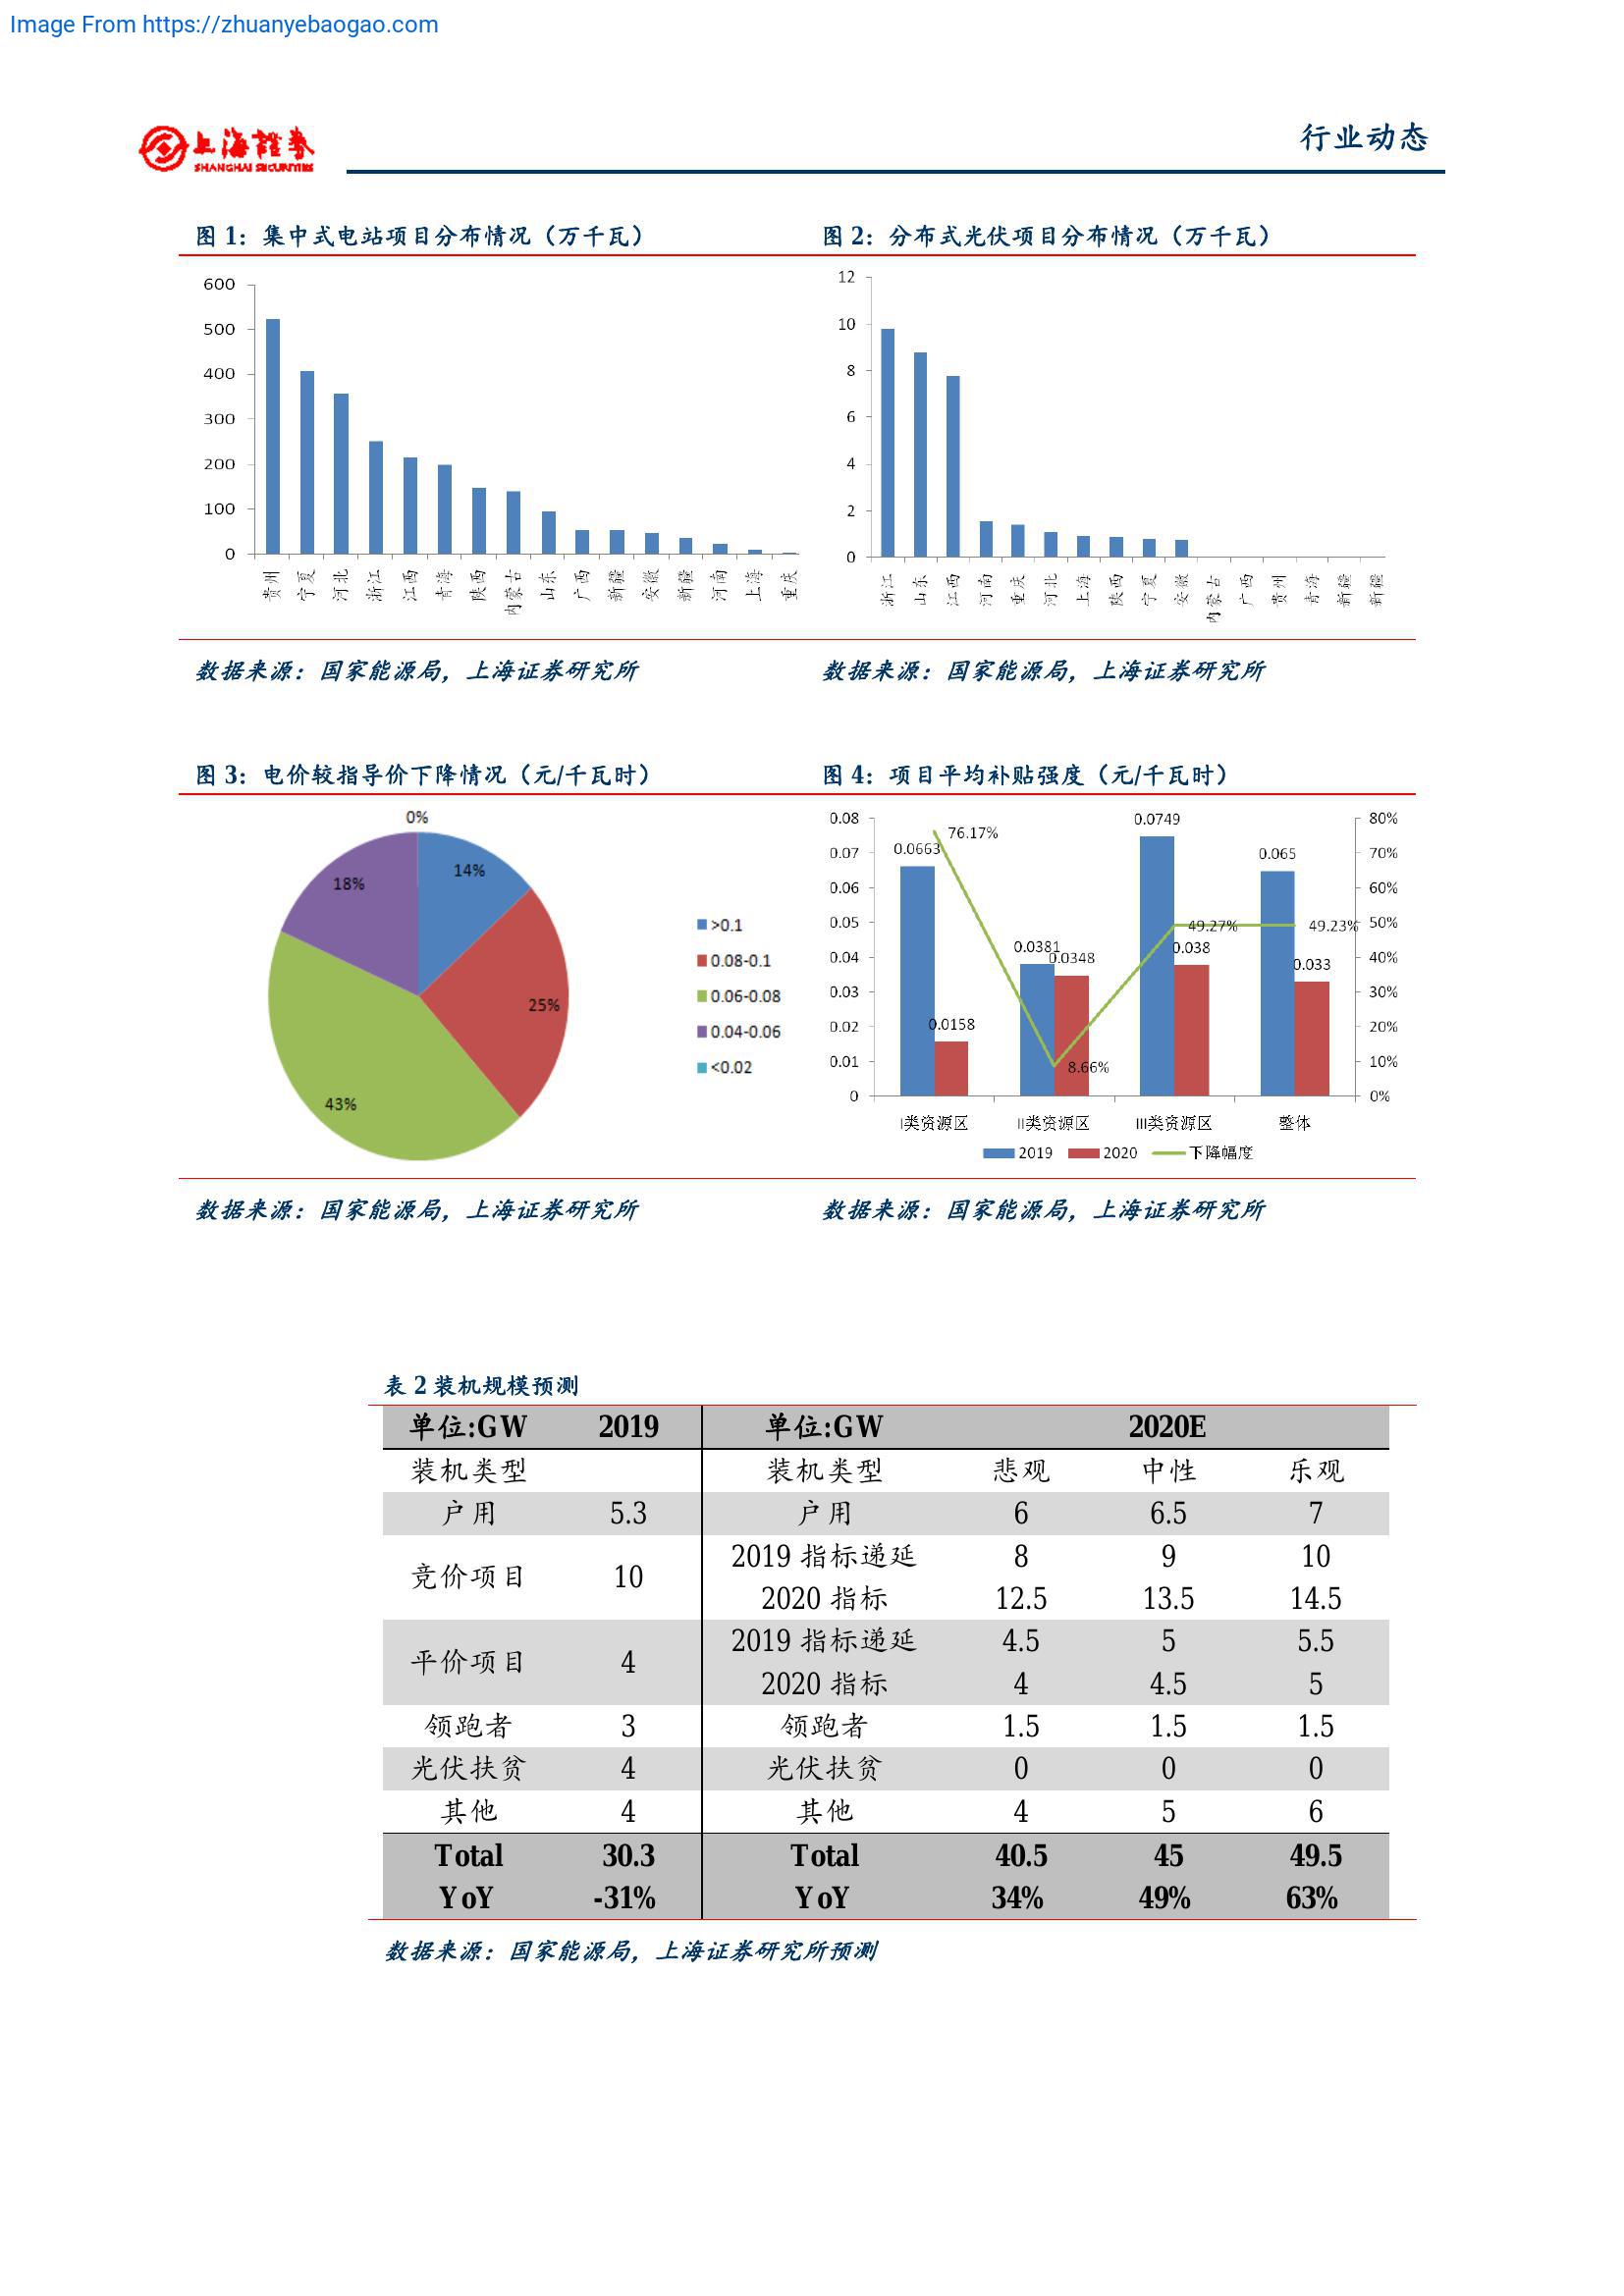 Image From https://zhuanyebaogao.com
上海證券
SHANGHAI SECURITIES
行业动态
图 1：集中式电站项目分布情况（万千瓦）
600
500
400
300
200
100
0
贵州 宁夏 河北 浙江 江西 青海 陕西 内蒙古 山东 广西 新疆 安徽 新疆 河南 上海 重庆
数据来源：国家能源局，上海证券研究所
图 2：分布式光伏项目分布情况（万千瓦）
12
10
8
6
4
2
0
浙江 山东 江西 河南 重庆 河北 上海 陕西 宁夏 安徽 内蒙古 广西 贵州 青海 新疆 新疆
数据来源：国家能源局，上海证券研究所
图 3：电价较指导价下降情况（元/千瓦时）
0%
14%
18%
25%
43%
>0.1
0.08-0.1
0.06-0.08
0.04-0.06
<0.02
数据来源：国家能源局，上海证券研究所
图 4：项目平均补贴强度（元/千瓦时）
0.08 0.0749 80%
76.17%
0.07 0.0663 0.065 70%
0.06 60%
0.05 49.27% 49.23% 50%
0.0381 0.038
0.04 0.0348 0.033 40%
0.03 30%
0.02 0.0158 20%
0.01 8.66% 10%
0 0%
I类资源区 II类资源区 III类资源区 整体
2019 2020 下降幅度
数据来源：国家能源局，上海证券研究所
表 2 装机规模预测
单位:GW 2019 单位:GW 2020E
装机类型 装机类型 悲观 中性 乐观
户用 5.3 户用 6 6.5 7
竞价项目 10 2019 指标递延 8 9 10
2020 指标 12.5 13.5 14.5
平价项目 4 2019 指标递延 4.5 5 5.5
2020 指标 4 4.5 5
领跑者 3 领跑者 1.5 1.5 1.5
光伏扶贫 4 光伏扶贫 0 0 0
其他 4 其他 4 5 6
Total 30.3 Total 40.5 45 49.5
YoY -31% YoY 34% 49% 63%
数据来源：国家能源局，上海证券研究所预测